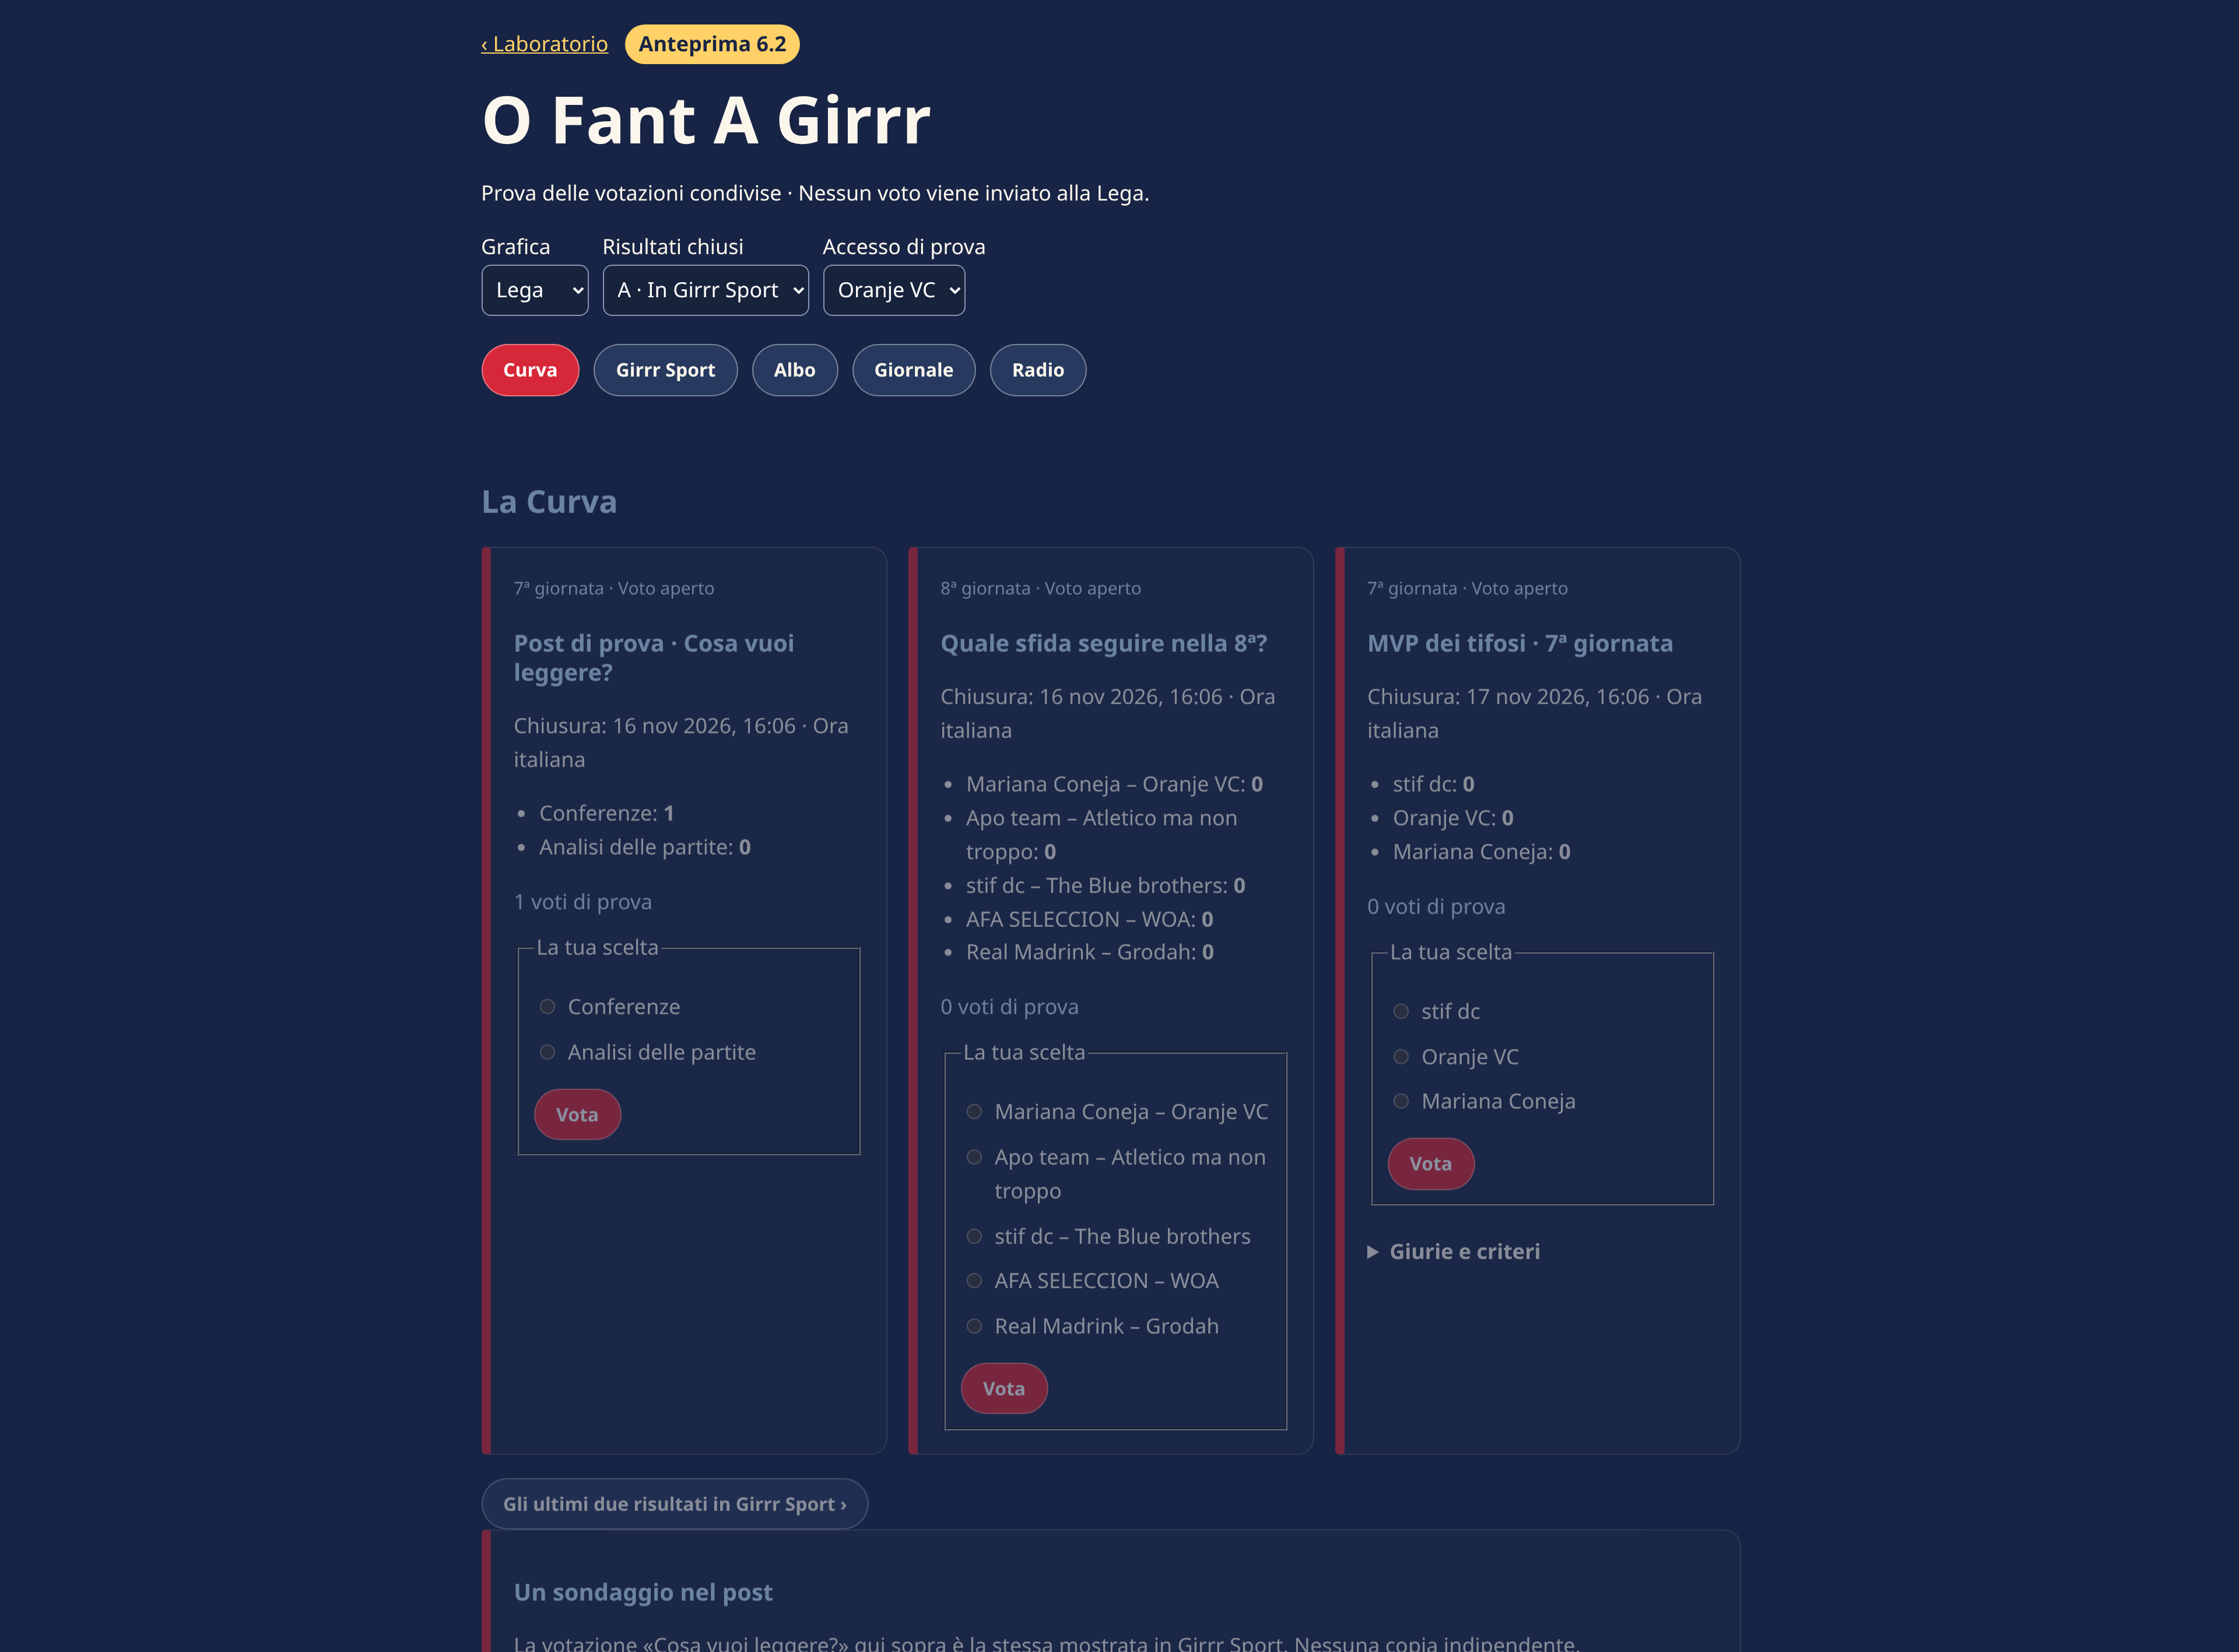 ‹ Laboratorio Anteprima 6.2
O Fant A Girrr
Prova delle votazioni condivise · Nessun voto viene inviato alla Lega.
Grafica Risultati chiusi Accesso di prova
Lega A · In Girrr Sport Oranje VC
Curva Girrr Sport Albo Giornale Radio
La Curva
7ª giornata · Voto aperto
Post di prova · Cosa vuoi
leggere?
Chiusura: 16 nov 2026, 16:06 · Ora
italiana
• Conferenze: 1
• Analisi delle partite: 0
1 voti di prova
La tua scelta
Conferenze
Analisi delle partite
Vota
8ª giornata · Voto aperto
Quale sfida seguire nella 8ª?
Chiusura: 16 nov 2026, 16:06 · Ora
italiana
• Mariana Coneja – Oranje VC: 0
• Apo team – Atletico ma non
troppo: 0
• stif dc – The Blue brothers: 0
• AFA SELECCION – WOA: 0
• Real Madrink – Grodah: 0
0 voti di prova
La tua scelta
Mariana Coneja – Oranje VC
Apo team – Atletico ma non
troppo
stif dc – The Blue brothers
AFA SELECCION – WOA
Real Madrink – Grodah
Vota
7ª giornata · Voto aperto
MVP dei tifosi · 7ª giornata
Chiusura: 17 nov 2026, 16:06 · Ora
italiana
• stif dc: 0
• Oranje VC: 0
• Mariana Coneja: 0
0 voti di prova
La tua scelta
stif dc
Oranje VC
Mariana Coneja
Vota
▶ Giurie e criteri
Gli ultimi due risultati in Girrr Sport ›
Un sondaggio nel post
La votazione «Cosa vuoi leggere?» qui sopra è la stessa mostrata in Girrr Sport. Nessuna copia indipendente.